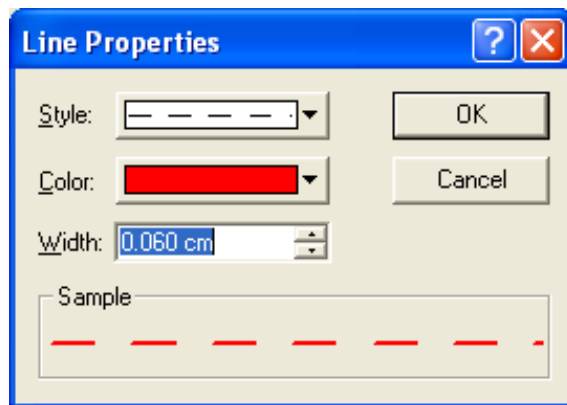 Line Properties
Style:
OK
Color:
Cancel
Width: 0.060 cm
Sample